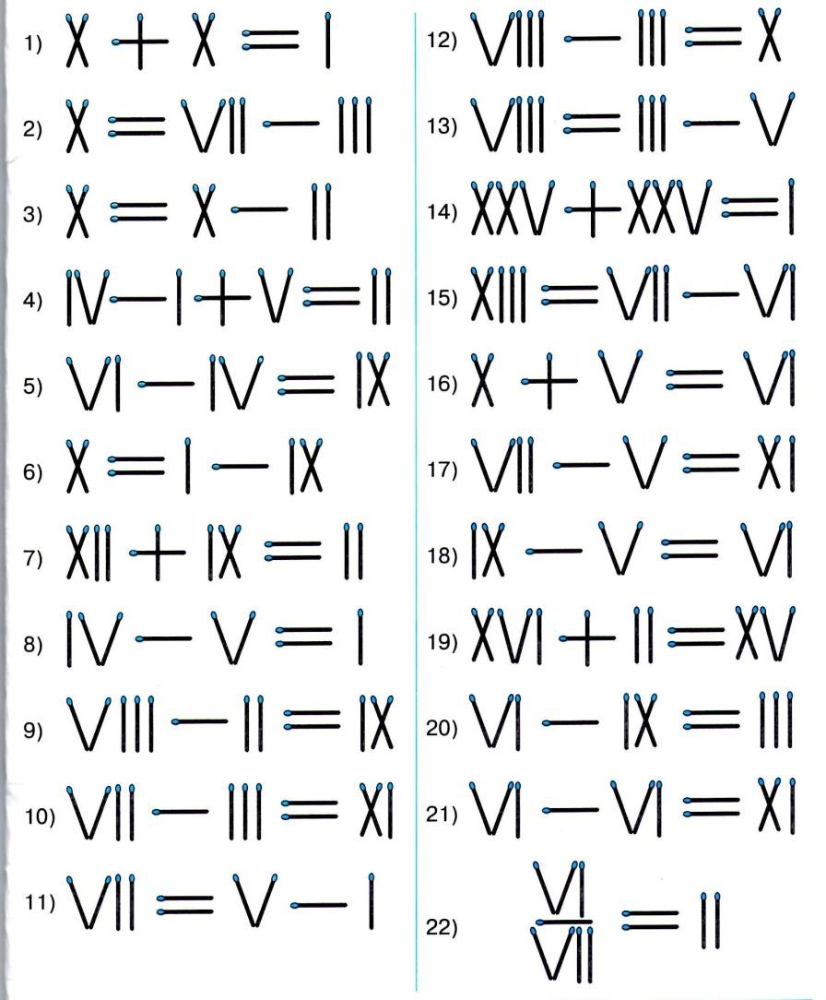 1) X + X = I
2) X = VII - III
3) X = X - II
4) IV - I + V = II
5) VI - IV = IX
6) X = I - IX
7) XII + IX = II
8) IV - V = I
9) VIII - II = IX
10) VII - III = XI
11) VII = V - I
12) VIII - III = X
13) VIII = III - V
14) XXV + XXV = I
15) XIII = VII - VI
16) X + V = VI
17) VII - V = XI
18) IX - V = VI
19) XVI + II = XV
20) VI - IX = III
21) VI - VI = XI
22) VI / VII = II